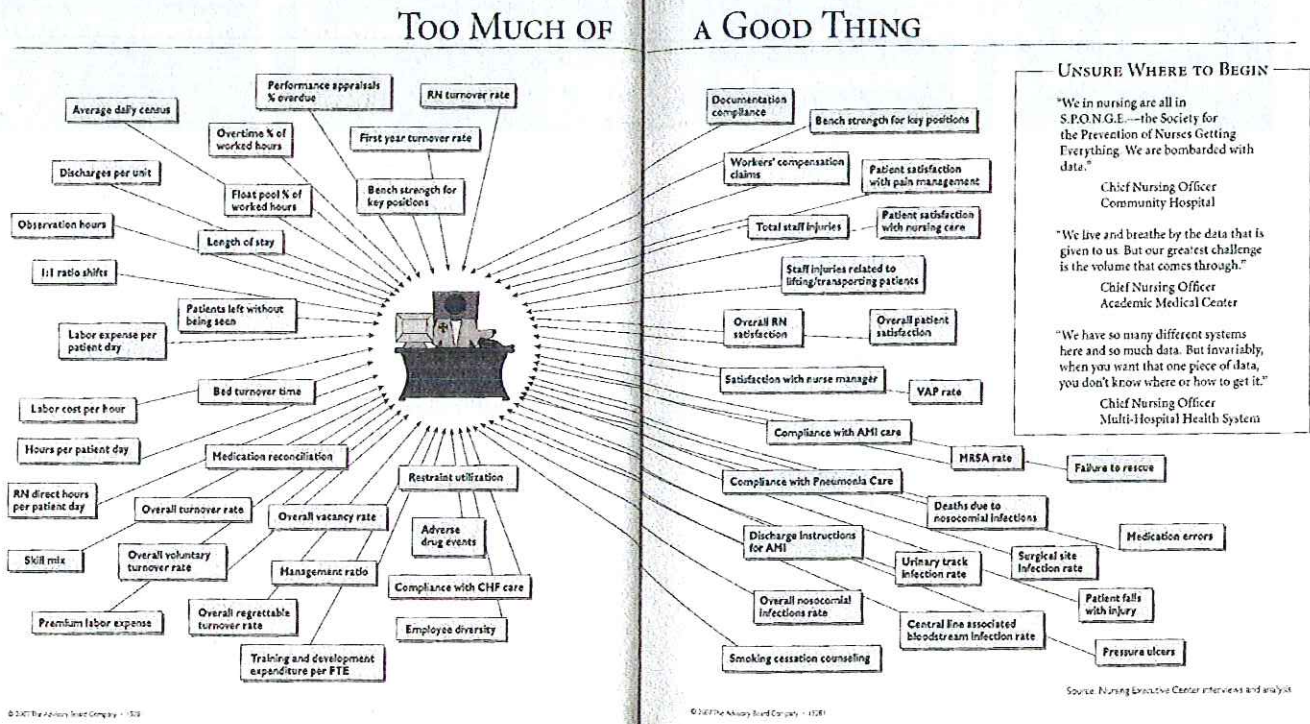 TOO MUCH OF A GOOD THING
Performance appraisals
% overdue
RN turnover rate
Average daily census
Overtime % of
worked hours
First year turnover rate
Discharges per unit
Float pool % of
worked hours
Bench strength for
key positions
Observation hours
Length of stay
1:1 ratio shifts
Patients left without
being seen
Labor expense per
patient day
Bed turnover time
Labor cost per hour
Hours per patient day
Medication reconciliation
Restraint utilization
RN direct hours
per patient day
Overall turnover rate
Overall vacancy rate
Adverse
drug events
Skill mix
Overall voluntary
turnover rate
Management ratio
Compliance with CHF care
Premium labor expense
Overall regrettable
turnover rate
Employee diversity
Training and development
expenditure per FTE
Documentation
compliance
Bench strength for key positions
Workers' compensation
claims
Patient satisfaction
with pain management
Total staff injuries
Patient satisfaction
with nursing care
Staff injuries related to
lifting/transporting patients
Overall RN
satisfaction
Overall patient
satisfaction
Satisfaction with nurse manager
VAP rate
Compliance with AMI care
MRSA rate
Failure to rescue
Compliance with Pneumonia Care
Deaths due to
nosocomial infections
Medication errors
Discharge Instructions
for AMI
Urinary track
infection rate
Surgical site
infection rate
Overall nosocomial
infections rate
Central line associated
bloodstream infection rate
Patient falls
with injury
Smoking cessation counseling
Pressure ulcers
UNSURE WHERE TO BEGIN
"We in nursing are all in
S.P.O.N.G.E.—the Society for
the Prevention of Nurses Getting
Everything. We are bombarded with
data."
Chief Nursing Officer
Community Hospital
"We live and breathe by the data that is
given to us. But our greatest challenge
is the volume that comes through."
Chief Nursing Officer
Academic Medical Center
"We have so many different systems
here and so much data. But invariably,
when you want that one piece of data,
you don't know where or how to get it."
Chief Nursing Officer
Multi-Hospital Health System
Source: Nursing Executive Center interviews and analysis
© 2007 The Advisory Board Company
© 2007 The Advisory Board Company